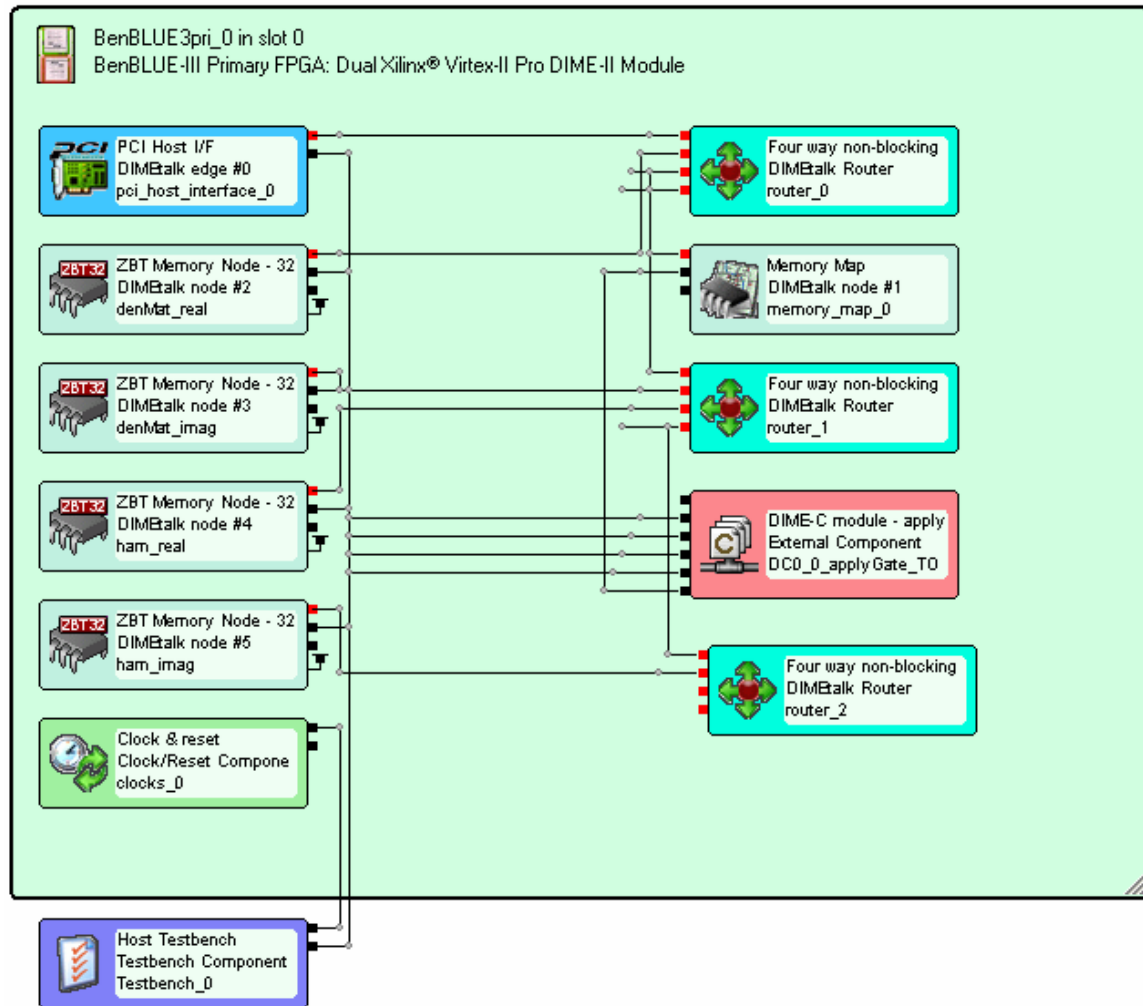 BenBLUE3pri_0 in slot 0
BenBLUE-III Primary FPGA: Dual Xilinx® Virtex-II Pro DIME-II Module
PCI
PCI Host I/F
DIMEtalk edge #0
pci_host_interface_0
ZBT32
ZBT Memory Node - 32
DIMEtalk node #2
denMat_real
ZBT32
ZBT Memory Node - 32
DIMEtalk node #3
denMat_imag
ZBT32
ZBT Memory Node - 32
DIMEtalk node #4
ham_real
ZBT32
ZBT Memory Node - 32
DIMEtalk node #5
ham_imag
Clock & reset
Clock/Reset Compone
clocks_0
Host Testbench
Testbench Component
Testbench_0
Four way non-blocking
DIMEtalk Router
router_0
Memory Map
DIMEtalk node #1
memory_map_0
Four way non-blocking
DIMEtalk Router
router_1
C
DIME-C module - apply
External Component
DC0_0_applyGate_TO
Four way non-blocking
DIMEtalk Router
router_2